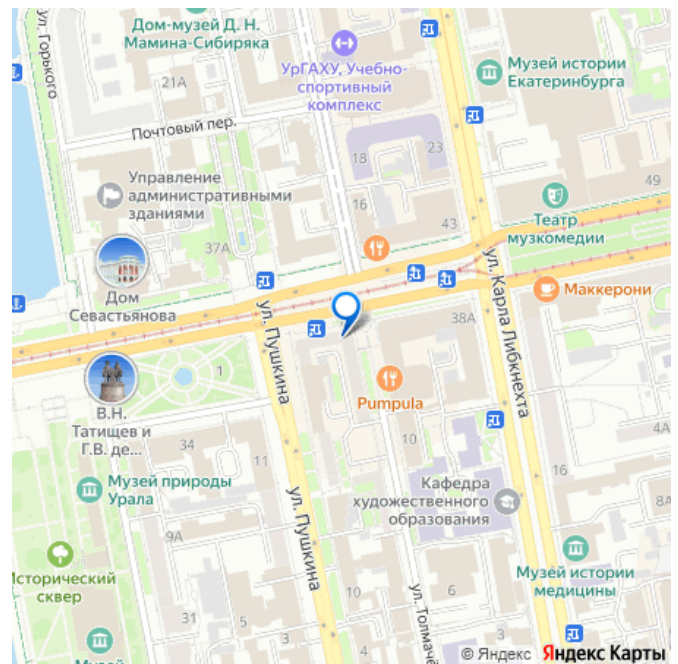 ул. Горького
Дом-музей Д. Н.
Мамина-Сибиряка
21А
УрГАХУ, Учебно-
спортивный
комплекс
Музей истории
Екатеринбурга
Почтовый пер.
18
23
Управление
административными
зданиями
16
43
49
Театр
музкомедии
37А
Дом
Севастьянова
ул. Пушкина
ул. Карла Либкнехта
Маккерони
38А
1
Pumpula
В.Н.
Татищев и
Г.В. де...
34
11
10
4А
Музей природы
Урала
ул. Пушкина
Кафедра
художественного
образования
16
8А
9А
Исторический
сквер
Музей истории
медицины
31
5
3
4
6
ул. Толмачё
3
Музей
© Яндекс Яндекс Карты